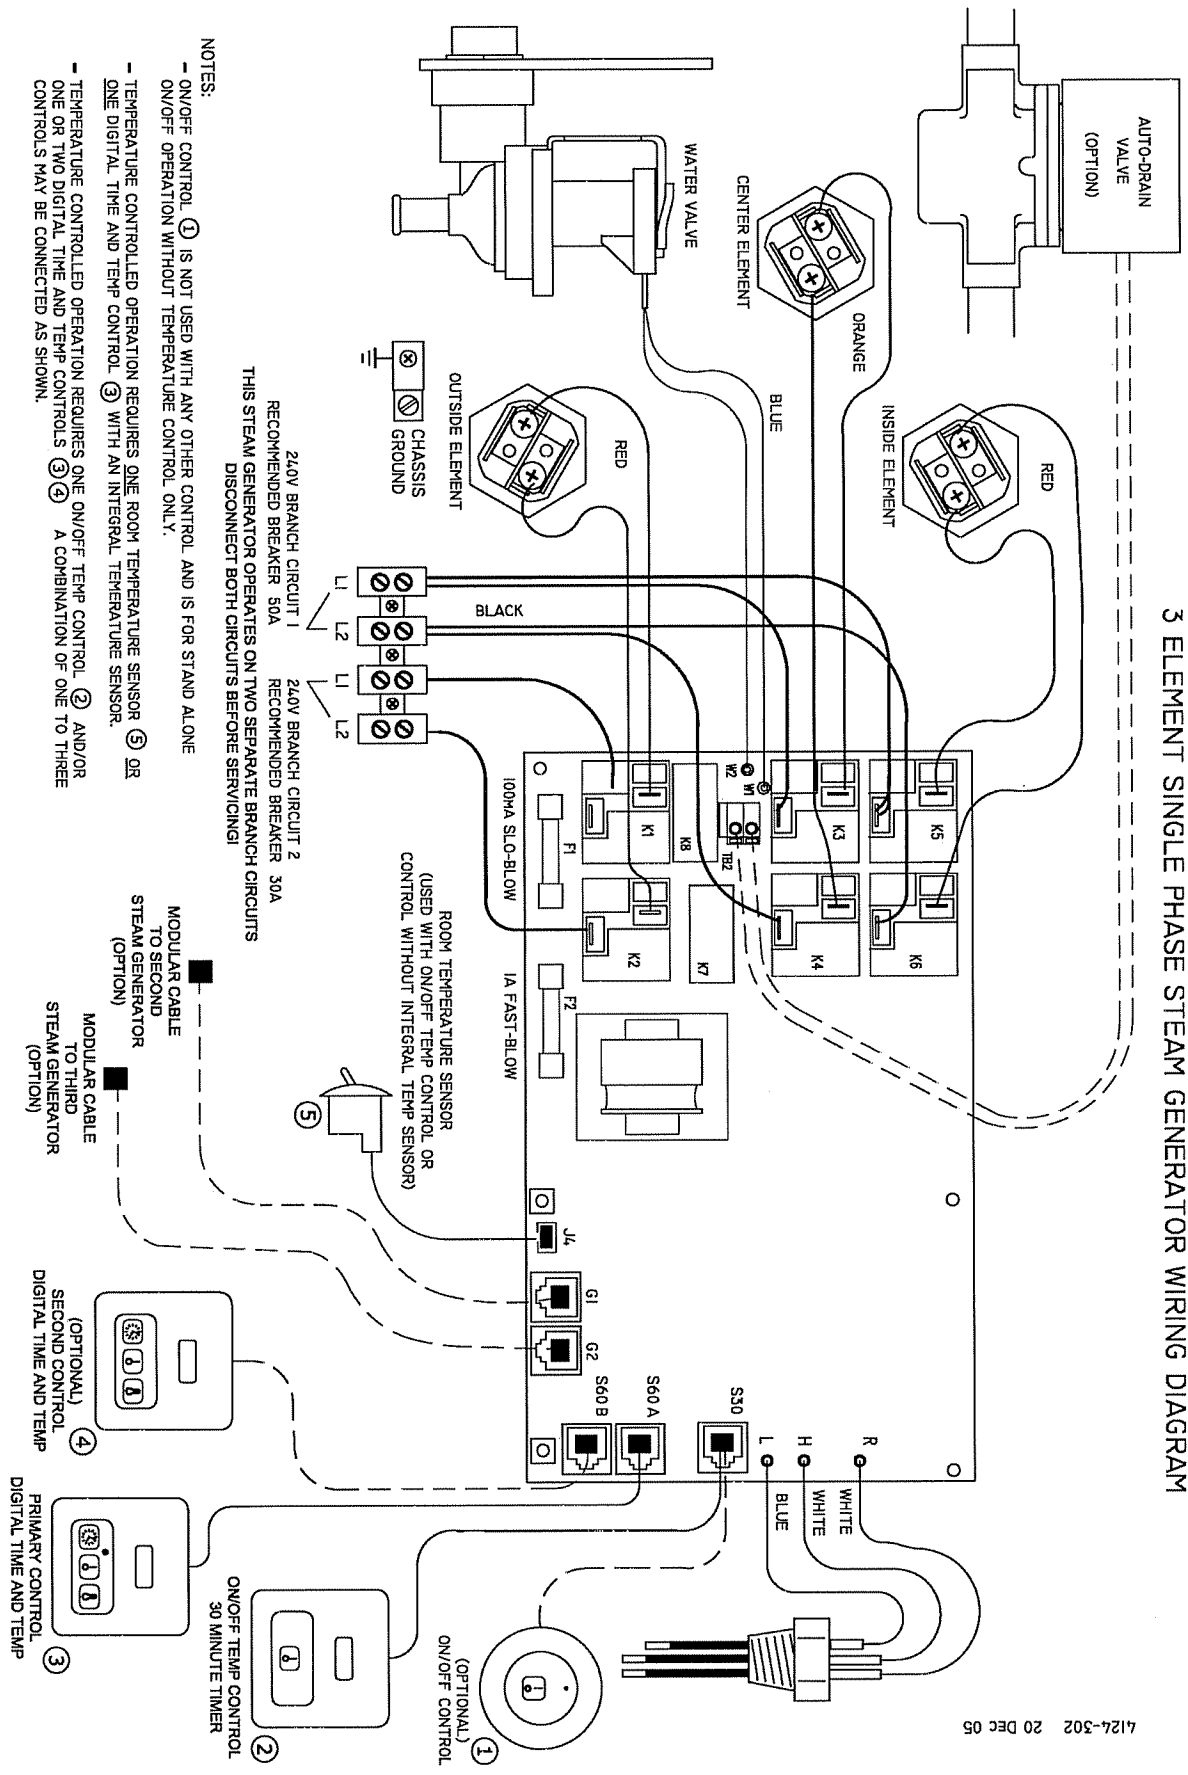 3 ELEMENT SINGLE PHASE STEAM GENERATOR WIRING DIAGRAM
4124-302 20 DEC 05
AUTO-DRAIN
VALVE
(OPTION)
WATER VALVE
CENTER ELEMENT
ORANGE
BLUE
INSIDE ELEMENT
RED
OUTSIDE ELEMENT
RED
CHASSIS
GROUND
BLACK
L1
L2
L1
L2
240V BRANCH CIRCUIT 1
RECOMMENDED BREAKER 50A
240V BRANCH CIRCUIT 2
RECOMMENDED BREAKER 30A
THIS STEAM GENERATOR OPERATES ON TWO SEPARATE BRANCH CIRCUITS
DISCONNECT BOTH CIRCUITS BEFORE SERVICING!
K5
K6
K3
K4
W1
W2
TB2
K8
K7
K1
K2
F1
100MA SLO-BLOW
F2
1A FAST-BLOW
J4
G1
G2
S60 B
S60 A
S30
L
H
R
WHITE
WHITE
BLUE
ROOM TEMPERATURE SENSOR
(USED WITH ON/OFF TEMP CONTROL OR
CONTROL WITHOUT INTEGRAL TEMP SENSOR)
5
MODULAR CABLE
TO SECOND
STEAM GENERATOR
(OPTION)
MODULAR CABLE
TO THIRD
STEAM GENERATOR
(OPTION)
(OPTIONAL)
SECOND CONTROL
DIGITAL TIME AND TEMP
4
PRIMARY CONTROL
DIGITAL TIME AND TEMP
3
ON/OFF TEMP CONTROL
30 MINUTE TIMER
2
(OPTIONAL)
ON/OFF CONTROL
1
NOTES:
- ON/OFF CONTROL 1 IS NOT USED WITH ANY OTHER CONTROL AND IS FOR STAND ALONE
ON/OFF OPERATION WITHOUT TEMPERATURE CONTROL ONLY.
- TEMPERATURE CONTROLLED OPERATION REQUIRES ONE ROOM TEMPERATURE SENSOR 5 OR
ONE DIGITAL TIME AND TEMP CONTROL 3 WITH AN INTEGRAL TEMERATURE SENSOR.
- TEMPERATURE CONTROLLED OPERATION REQUIRES ONE ON/OFF TEMP CONTROL 2 AND/OR
ONE OR TWO DIGITAL TIME AND TEMP CONTROLS 3 4 A COMBINATION OF ONE TO THREE
CONTROLS MAY BE CONNECTED AS SHOWN.